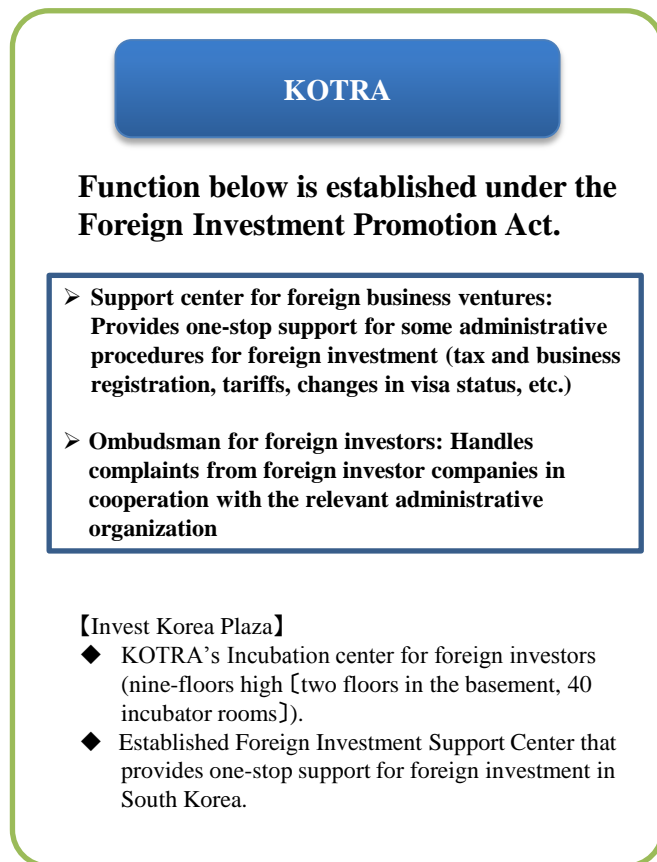 KOTRA
Function below is established under the
Foreign Investment Promotion Act.
➢ Support center for foreign business ventures:
Provides one-stop support for some administrative
procedures for foreign investment (tax and business
registration, tariffs, changes in visa status, etc.)
➢ Ombudsman for foreign investors: Handles
complaints from foreign investor companies in
cooperation with the relevant administrative
organization
【Invest Korea Plaza】
◆ KOTRA’s Incubation center for foreign investors
(nine-floors high〔two floors in the basement, 40
incubator rooms〕).
◆ Established Foreign Investment Support Center that
provides one-stop support for foreign investment in
South Korea.